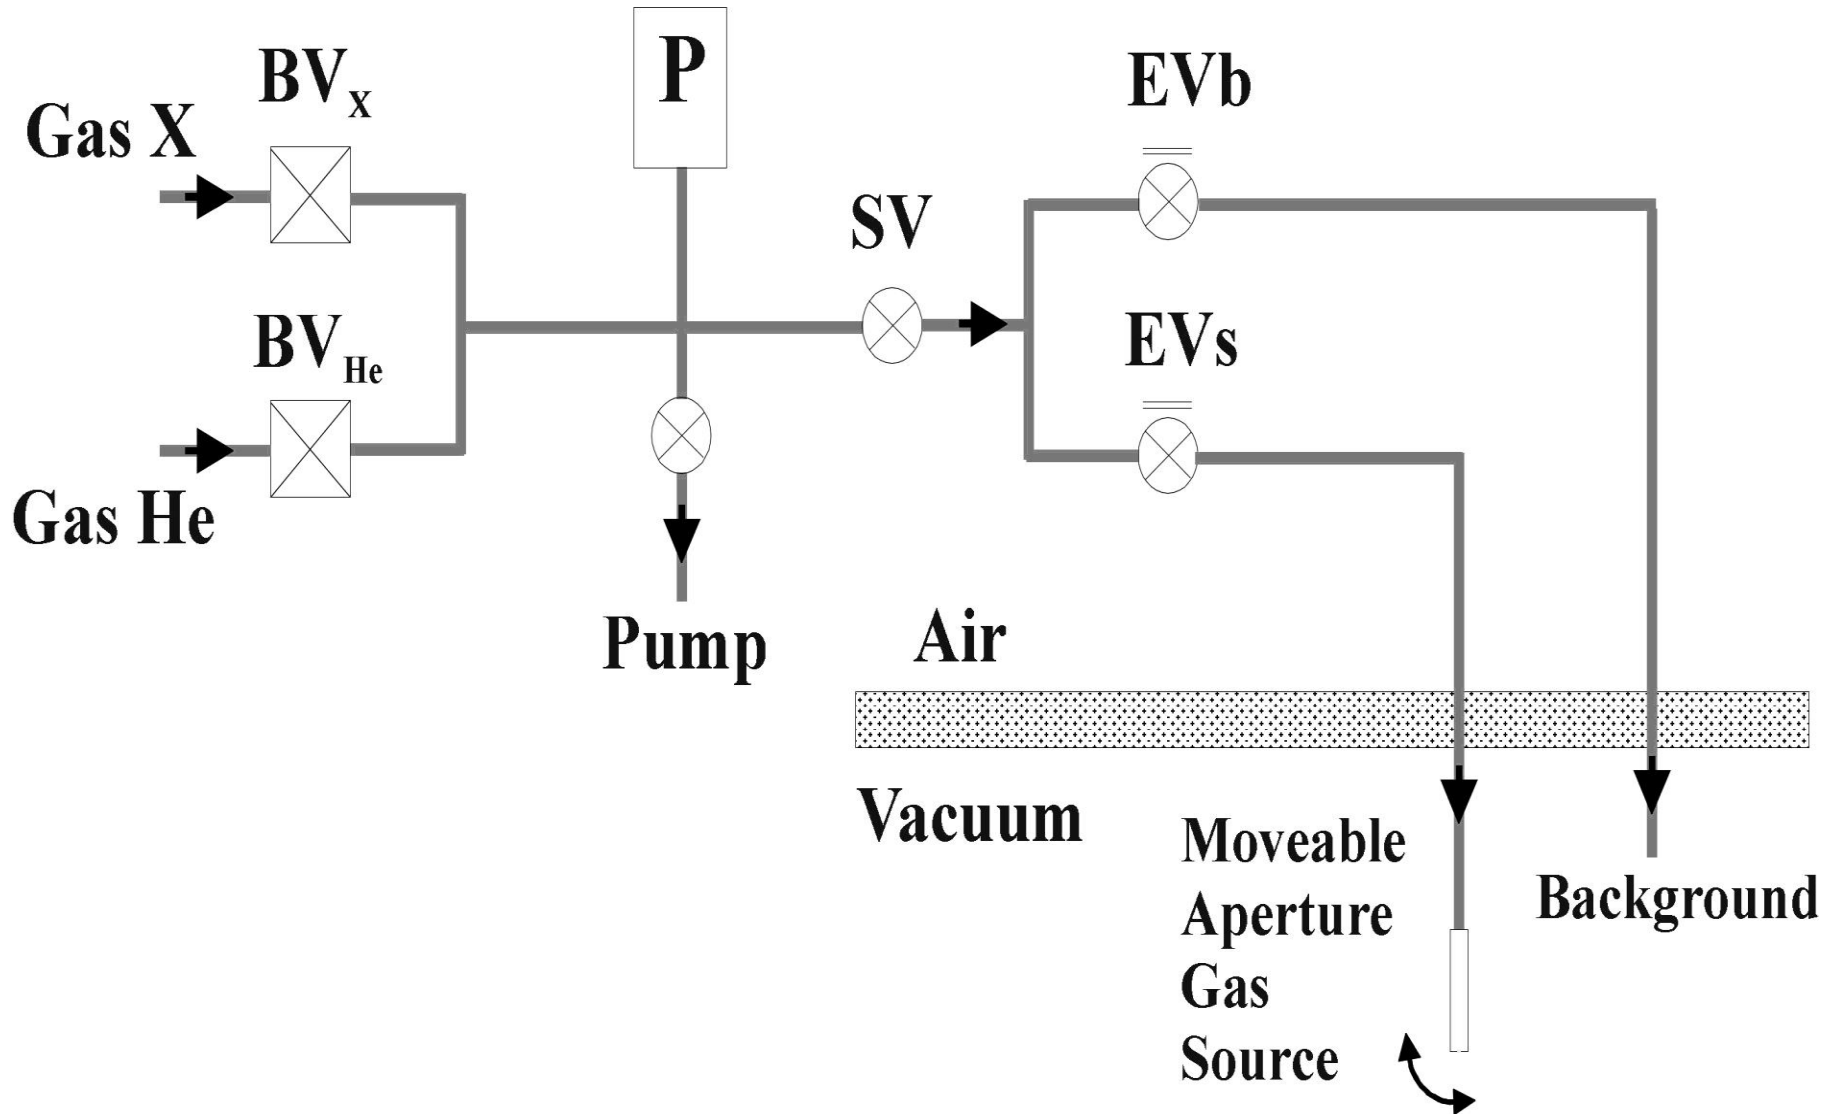 BVX
Gas X
P
EVb
SV
BVHe
EVs
Gas He
Pump
Air
Vacuum
Moveable
Aperture
Gas
Source
Background